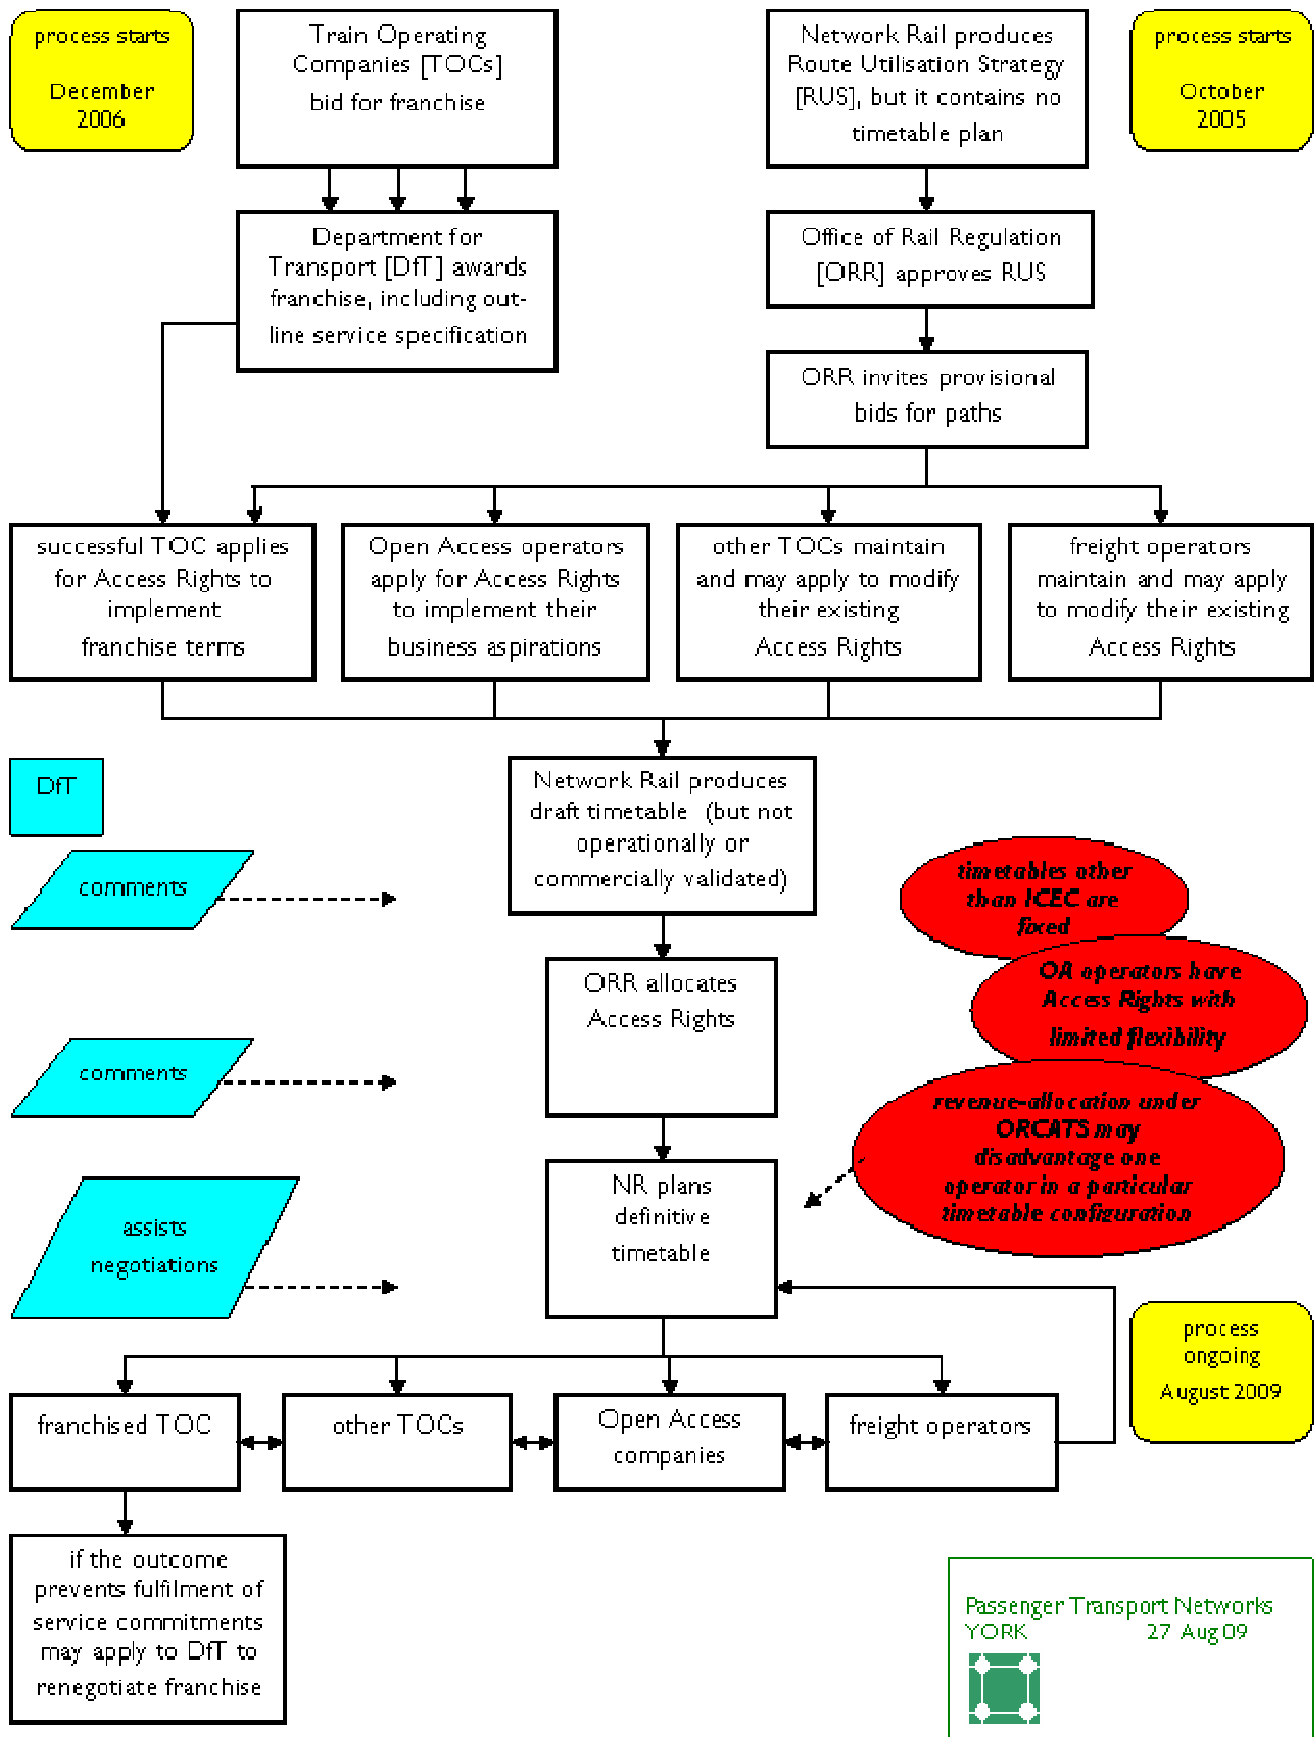 process starts
December
2006
Train Operating
Companies [TOCs]
bid for franchise
Network Rail produces
Route Utilisation Strategy
[RUS], but it contains no
timetable plan
process starts
October
2005
Department for
Transport [DfT] awards
franchise, including out-
line service specification
Office of Rail Regulation
[ORR] approves RUS
ORR invites provisional
bids for paths
successful TOC applies
for Access Rights to
implement
franchise terms
Open Access operators
apply for Access Rights
to implement their
business aspirations
other TOCs maintain
and may apply to modify
their existing
Access Rights
freight operators
maintain and may apply
to modify their existing
Access Rights
DfT
Network Rail produces
draft timetable (but not
operationally or
commercially validated)
comments
timetables other
than ICEC are
fixed
OA operators have
Access Rights with
limited flexibility
ORR allocates
Access Rights
comments
revenue-allocation under
ORCATS may
disadvantage one
operator in a particular
timetable configuration
NR plans
definitive
timetable
assists
negotiations
process
ongoing
August 2009
franchised TOC
other TOCs
Open Access
companies
freight operators
if the outcome
prevents fulfilment of
service commitments
may apply to DfT to
renegotiate franchise
Passenger Transport Networks
YORK 27 Aug 09